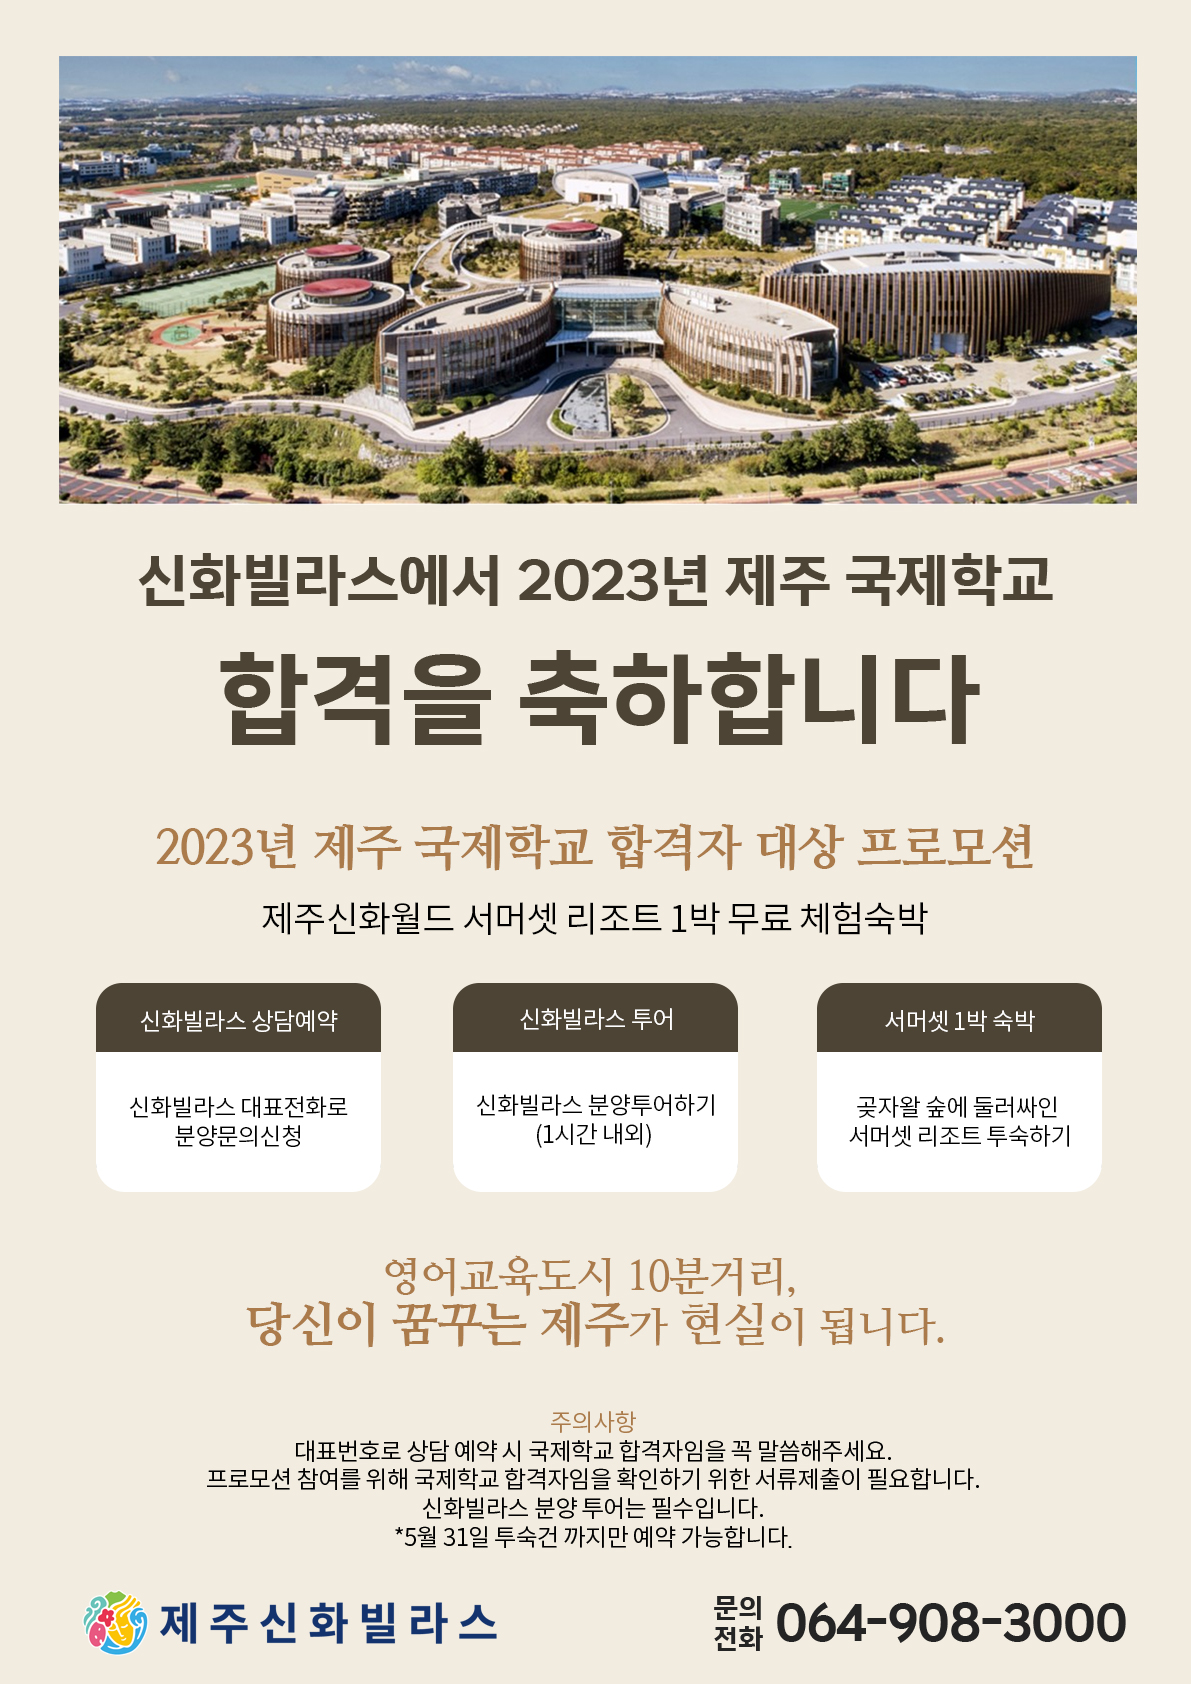 신화빌라스에서 2023년 제주 국제학교
합격을 축하합니다
2023년 제주 국제학교 합격자 대상 프로모션
제주신화월드 서머셋 리조트 1박 무료 체험숙박
신화빌라스 상담예약
신화빌라스 대표전화로
분양문의신청
신화빌라스 투어
신화빌라스 분양투어하기
(1시간 내외)
서머셋 1박 숙박
곶자왈 숲에 둘러싸인
서머셋 리조트 투숙하기
영어교육도시 10분거리,
당신이 꿈꾸는 제주가 현실이 됩니다.
주의사항
대표번호로 상담 예약 시 국제학교 합격자임을 꼭 말씀해주세요.
프로모션 참여를 위해 국제학교 합격자임을 확인하기 위한 서류제출이 필요합니다.
신화빌라스 분양 투어는 필수입니다.
*5월 31일 투숙건 까지만 예약 가능합니다.
제주신화빌라스
문의
전화 064-908-3000